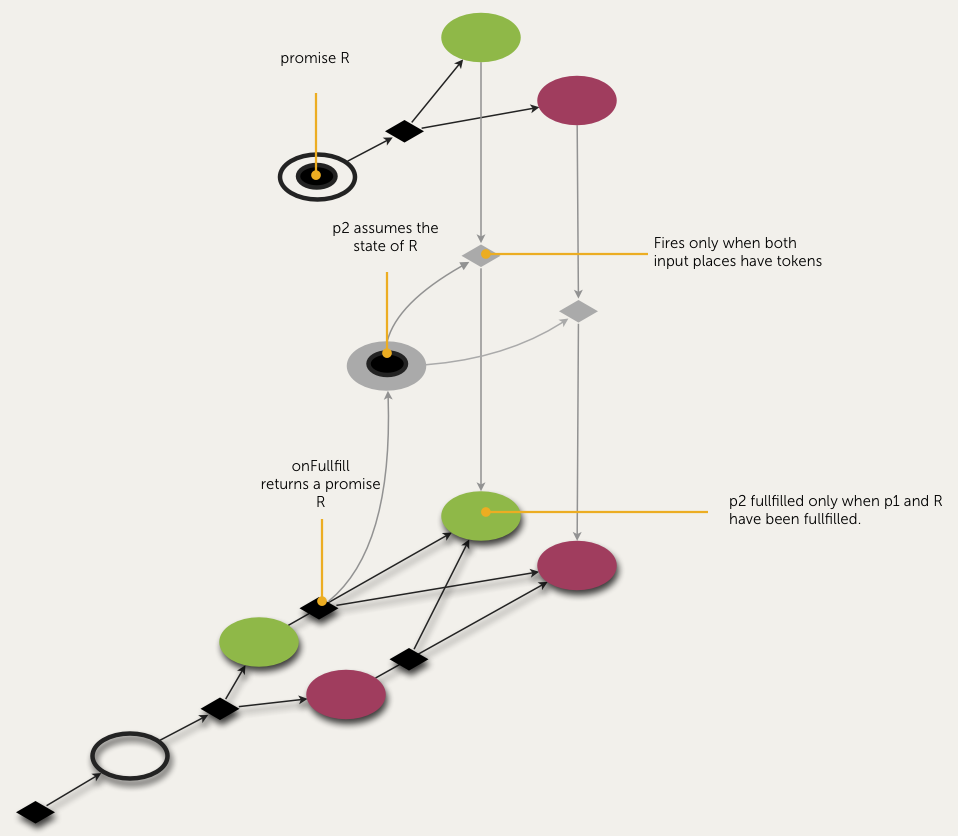 promise R
p2 assumes the
state of R
Fires only when both
input places have tokens
onFullfill
returns a promise
R
p2 fullfilled only when p1 and R
have been fullfilled.